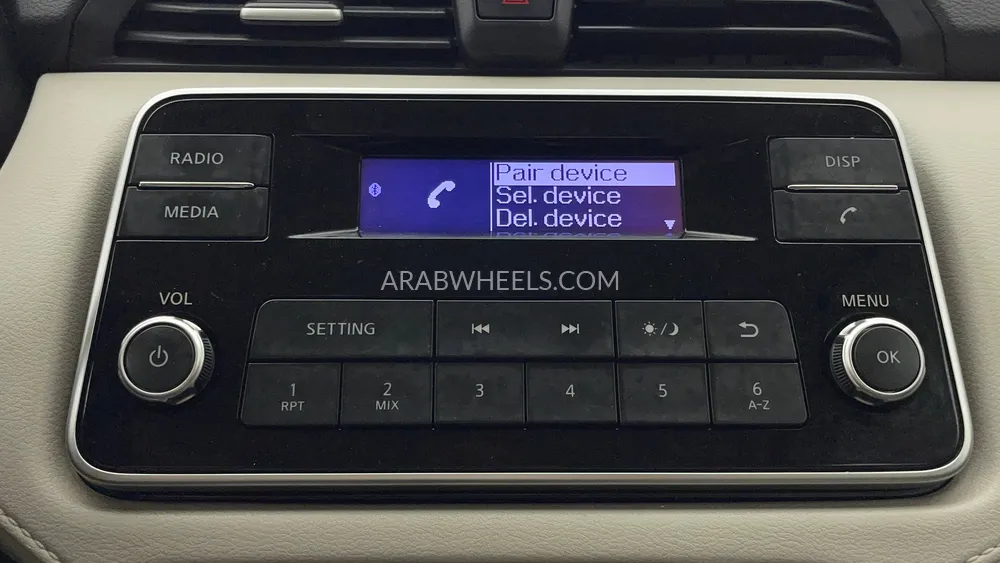 RADIO
MEDIA
Pair device
Sel. device
Del. device
DISP
ARABWHEELS.COM
VOL
MENU
SETTING
OK
1
RPT
2
MIX
3
4
5
6
A-Z